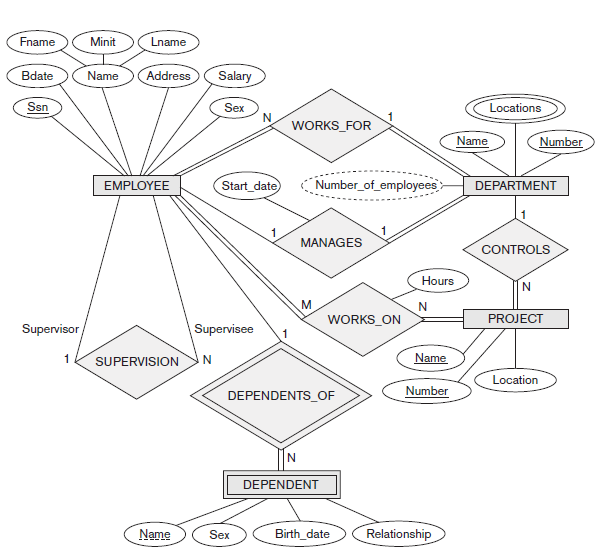 Fname Minit Lname
Bdate Name Address Salary
Ssn Sex Locations
N WORKS_FOR 1
Name Number
EMPLOYEE Start_date Number_of_employees DEPARTMENT
1 MANAGES 1
1
CONTROLS
N
Hours
M WORKS_ON N PROJECT
Supervisor Supervisee
1 SUPERVISION N
1
Name
Number Location
DEPENDENTS_OF
N
DEPENDENT
Name Sex Birth_date Relationship